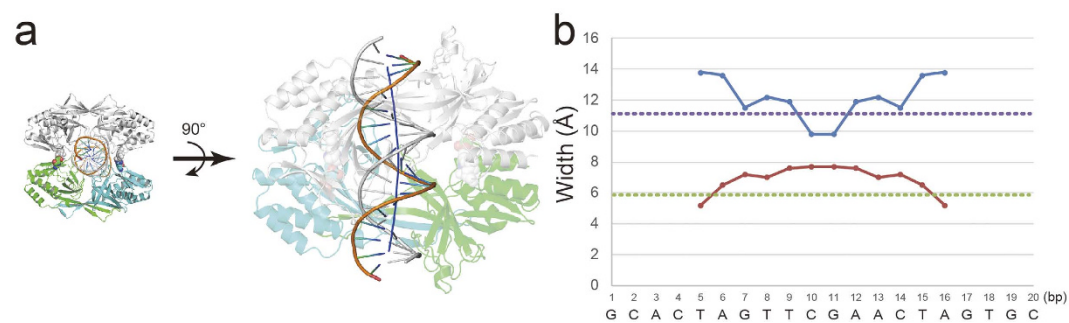 a
90°
b
Width (Å)
16
14
12
10
8
6
4
2
0
1 2 3 4 5 6 7 8 9 10 11 12 13 14 15 16 17 18 19 20 (bp)
G C A C T A G T T C G A A C T A G T G C